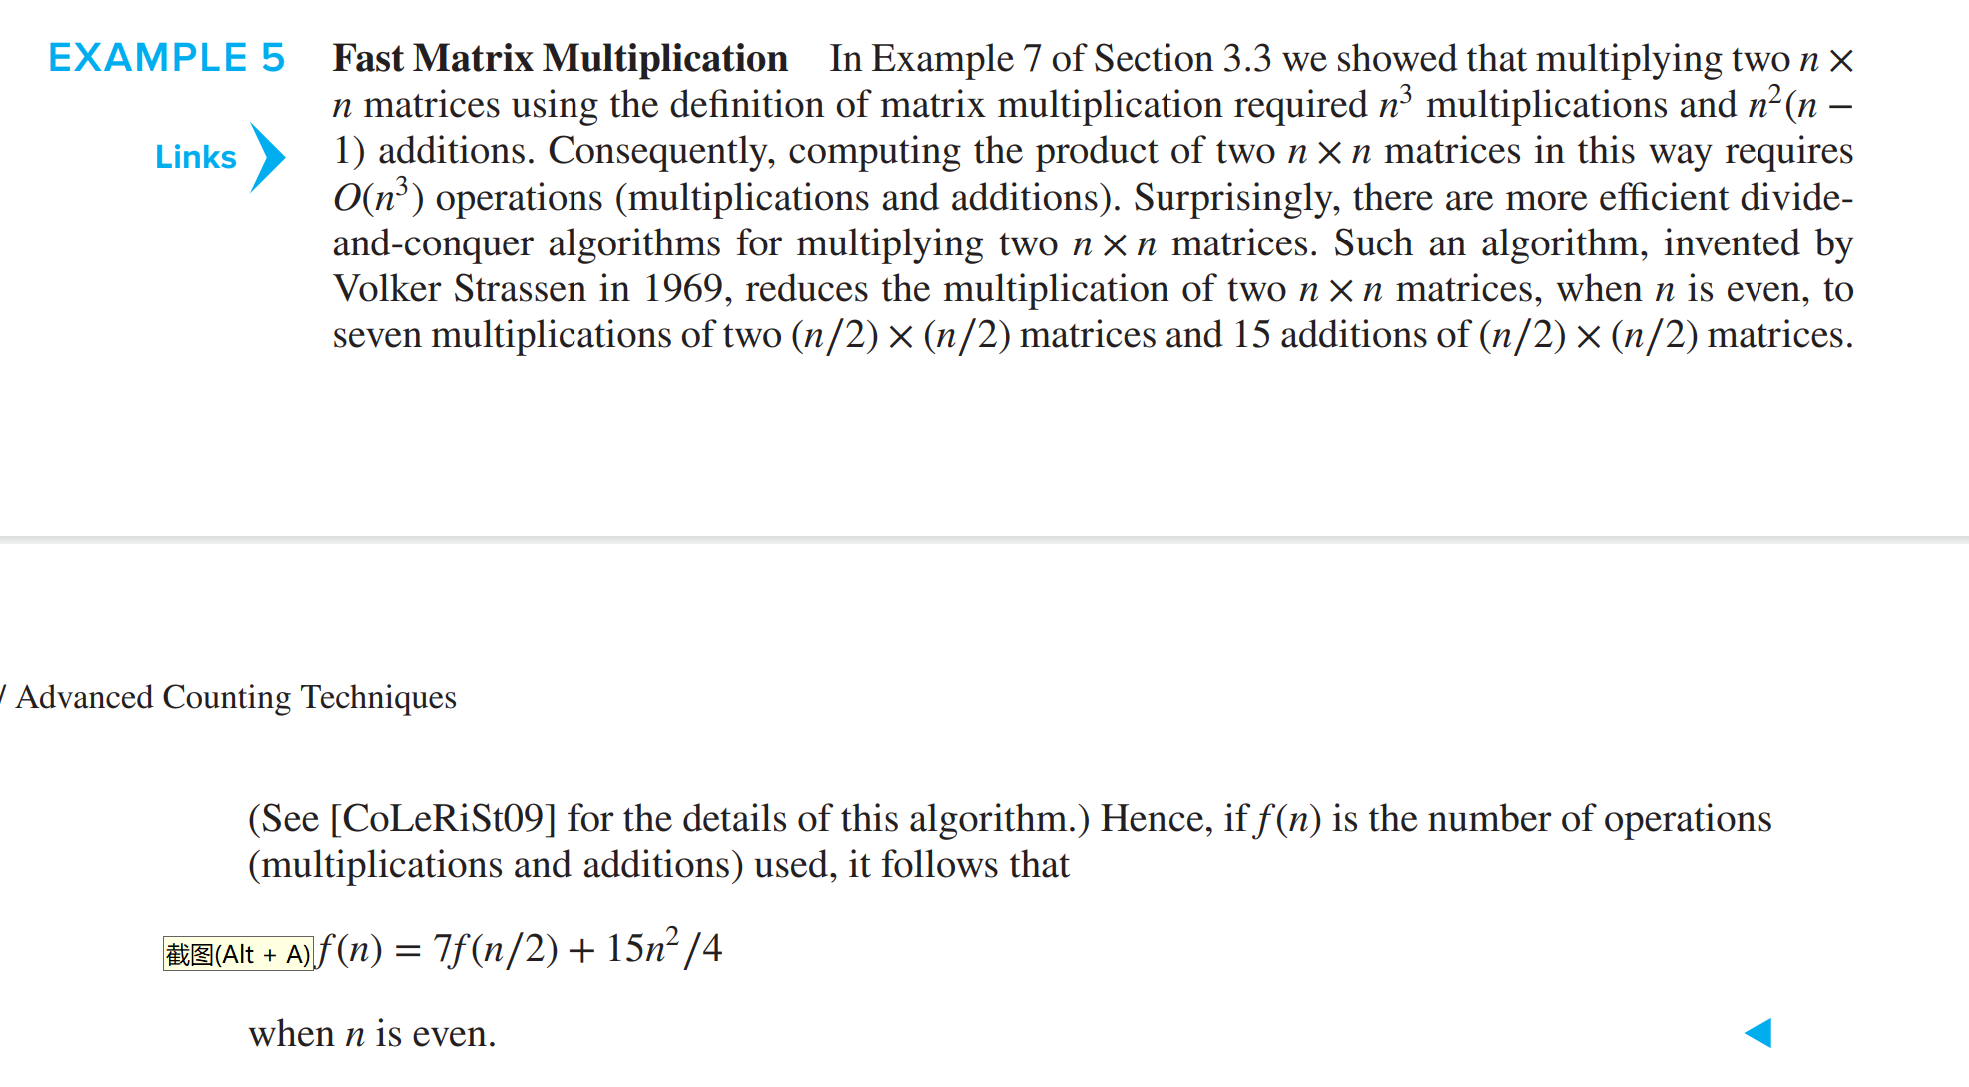 EXAMPLE 5 Fast Matrix Multiplication In Example 7 of Section 3.3 we showed that multiplying two n ×
n matrices using the definition of matrix multiplication required n³ multiplications and n²(n −
Links 1) additions. Consequently, computing the product of two n × n matrices in this way requires
O(n³) operations (multiplications and additions). Surprisingly, there are more efficient divide-
and-conquer algorithms for multiplying two n × n matrices. Such an algorithm, invented by
Volker Strassen in 1969, reduces the multiplication of two n × n matrices, when n is even, to
seven multiplications of two (n/2) × (n/2) matrices and 15 additions of (n/2) × (n/2) matrices.
/ Advanced Counting Techniques
(See [CoLeRiSt09] for the details of this algorithm.) Hence, if f(n) is the number of operations
(multiplications and additions) used, it follows that
截图(Alt + A) f(n) = 7f(n/2) + 15n²/4
when n is even.